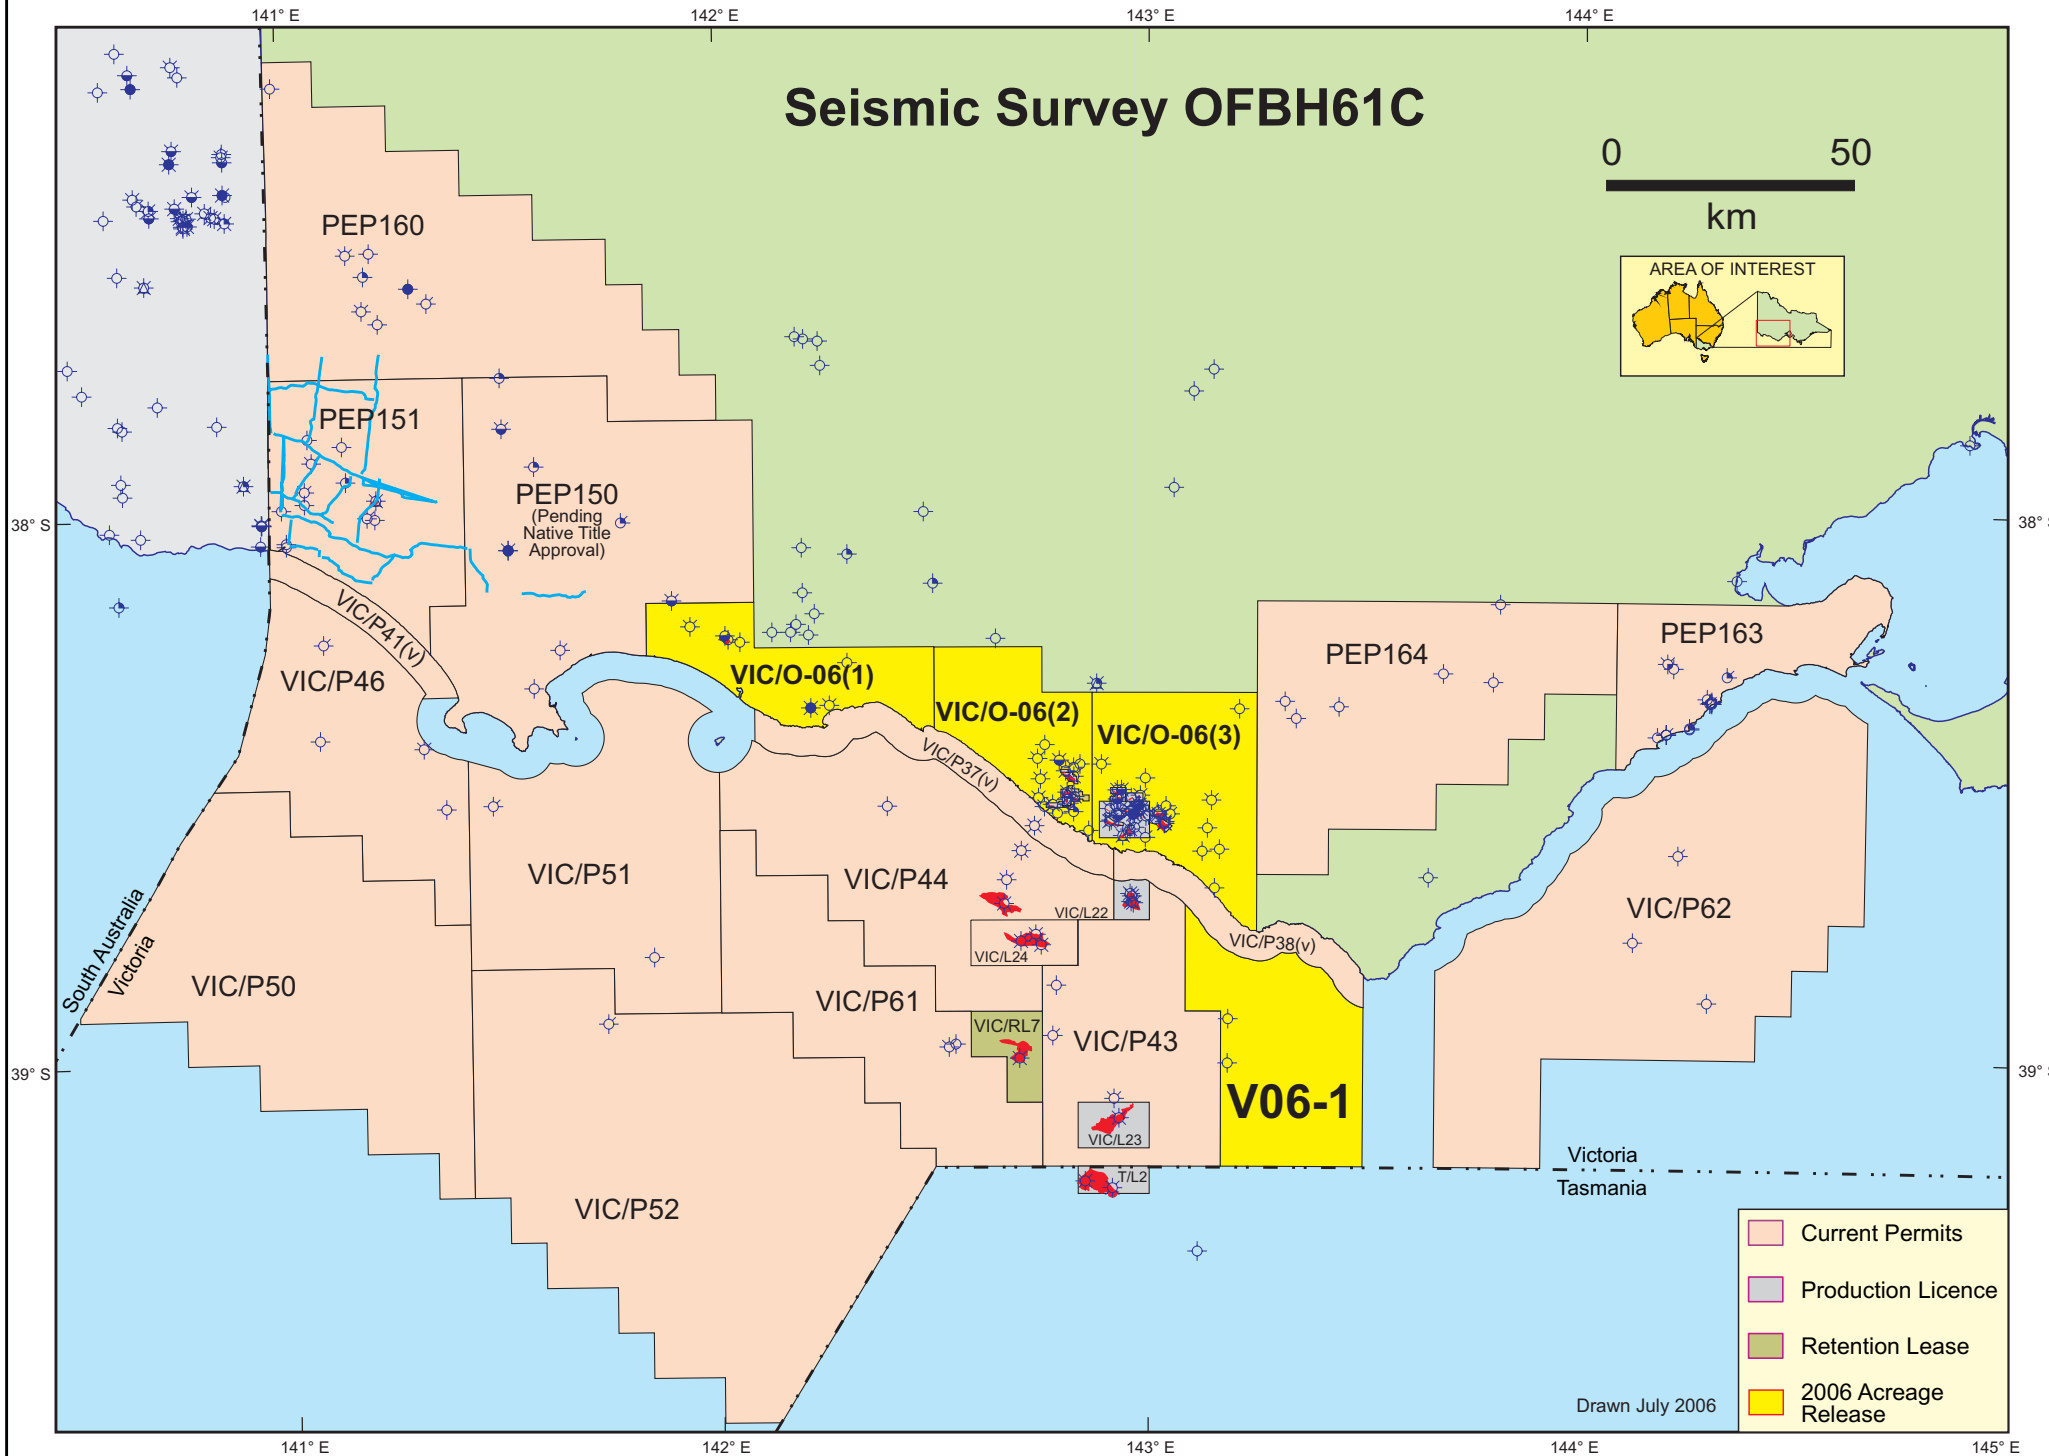 141° E
142° E
143° E
144° E
Seismic Survey OFBH61C
0
50
km
AREA OF INTEREST
PEP160
PEP151
PEP150
(Pending
Native Title
Approval)
38° S
38° S
VIC/P41(v)
VIC/P46
VIC/O-06(1)
VIC/O-06(2)
VIC/O-06(3)
VIC/P37(v)
PEP164
PEP163
VIC/P51
VIC/P44
VIC/L22
VIC/L24
VIC/P38(v)
VIC/P62
South Australia
Victoria
VIC/P50
VIC/P61
VIC/RL7
VIC/P43
V06-1
39° S
39° S
VIC/L23
T/L2
Victoria
Tasmania
VIC/P52
Current Permits
Production Licence
Retention Lease
2006 Acreage
Release
Drawn July 2006
141° E
142° E
143° E
144° E
145° E